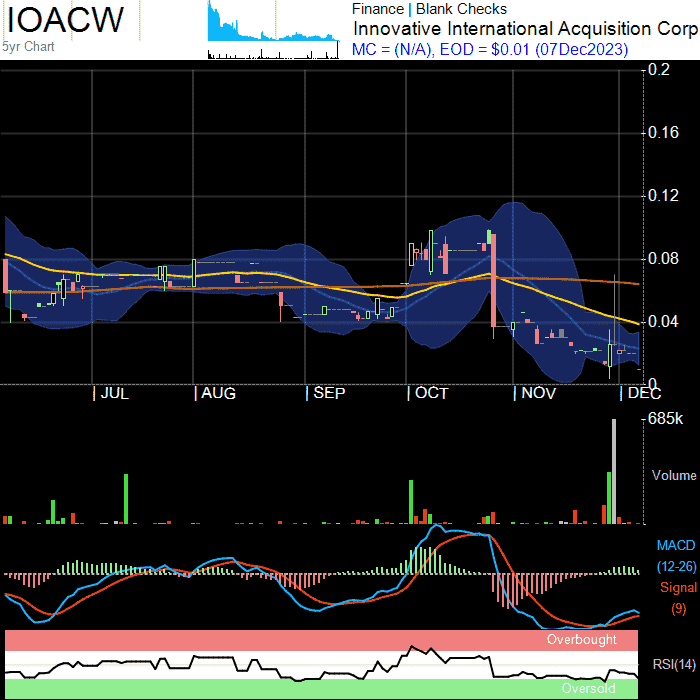 IOACW
5yr Chart
Finance | Blank Checks
Innovative International Acquisition Corp
MC = (N/A), EOD = $0.01 (07Dec2023)
0.2
0.16
0.12
0.08
0.04
0
| JUL | AUG | SEP | OCT | NOV | DEC
685k
Volume
MACD
(12-26)
Signal
(9)
Overbought
RSI(14)
Oversold